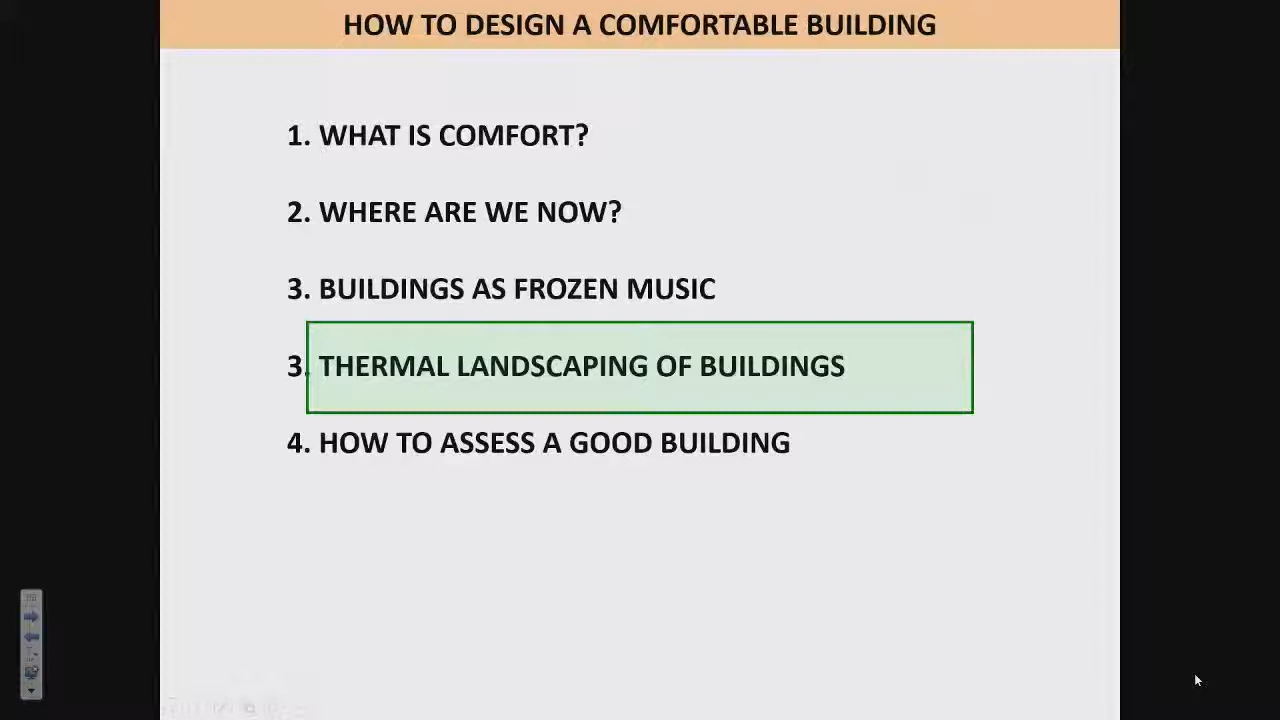 HOW TO DESIGN A COMFORTABLE BUILDING
1. WHAT IS COMFORT?
2. WHERE ARE WE NOW?
3. BUILDINGS AS FROZEN MUSIC
3. THERMAL LANDSCAPING OF BUILDINGS
4. HOW TO ASSESS A GOOD BUILDING